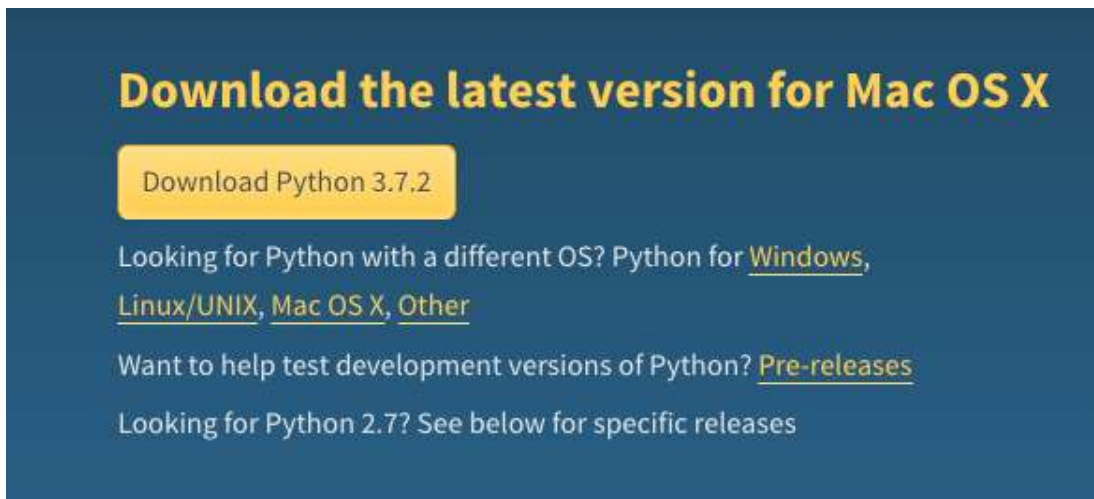 Download the latest version for Mac OS X
Download Python 3.7.2
Looking for Python with a different OS? Python for Windows,
Linux/UNIX, Mac OS X, Other
Want to help test development versions of Python? Pre-releases
Looking for Python 2.7? See below for specific releases